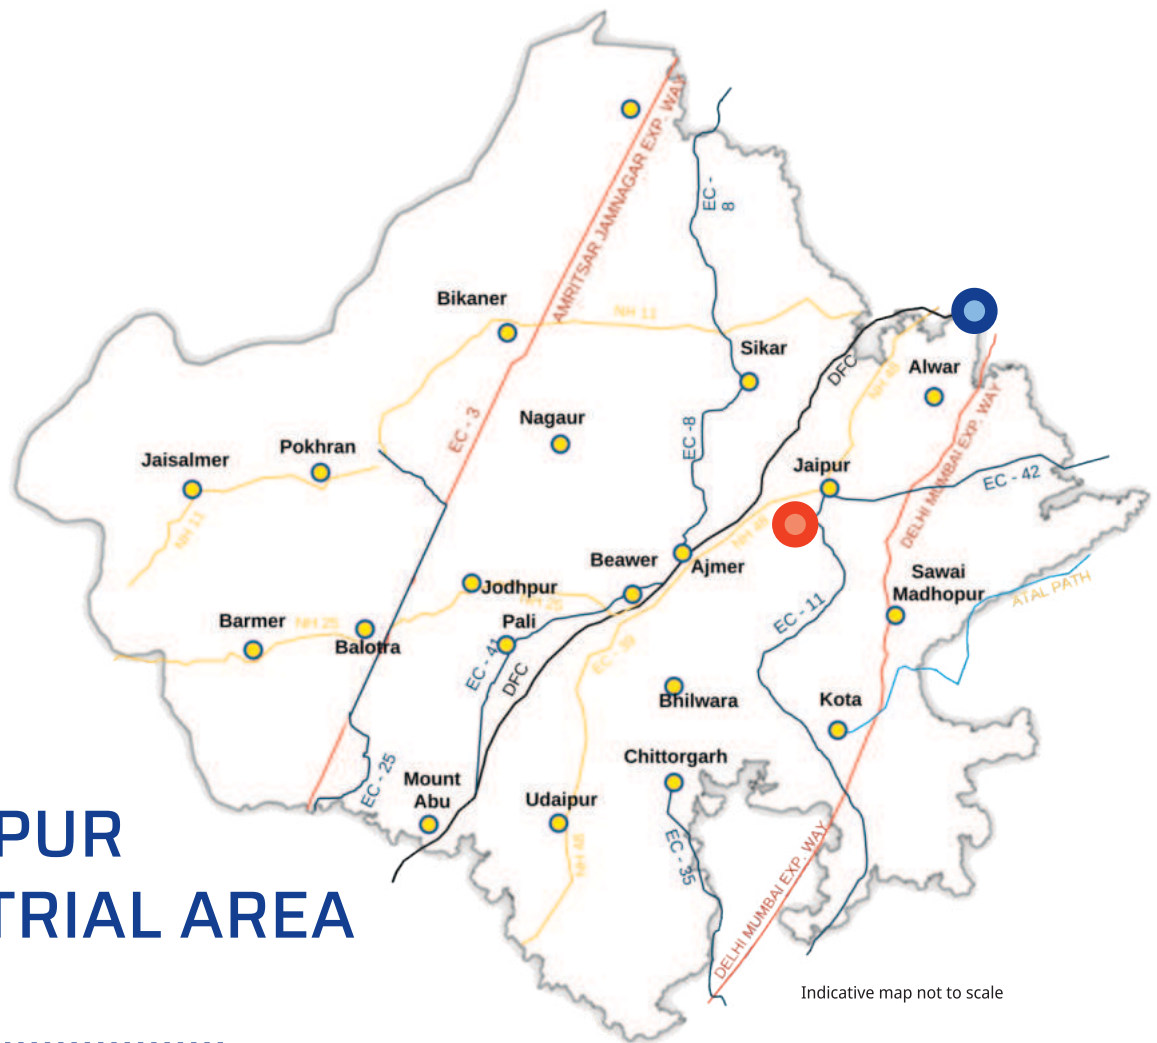 AMRITSAR JAMNAGAR EXP. WAY
EC -
8
Bikaner
NH 11
Sikar
DFC
NH 48
Alwar
Nagaur
EC - 3
EC -8
Pokhran
Jaisalmer
NH 11
Jaipur
DELHI MUMBAI EXP. WAY
EC - 42
NH 48
Beawer
Ajmer
Jodhpur
NH 25
Sawai
Madhopur
ATAL PATH
EC - 11
Barmer
NH 25
Balotra
Pali
EC - 41
DFC
EC - 39
Bhilwara
Kota
Chittorgarh
EC - 25
Mount
Abu
Udaipur
NH 48
EC - 35
DELHI MUMBAI EXP. WAY
PUR
TRIAL AREA
Indicative map not to scale